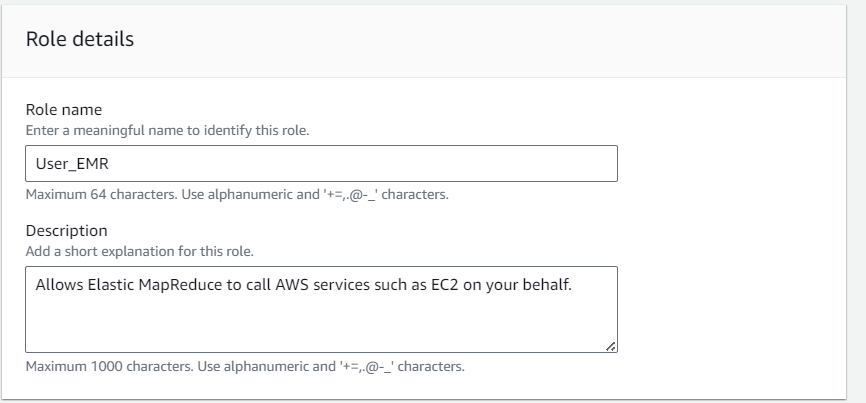 Role details
Role name
Enter a meaningful name to identify this role.
User_EMR
Maximum 64 characters. Use alphanumeric and '+=,.@-_' characters.
Description
Add a short explanation for this role.
Allows Elastic MapReduce to call AWS services such as EC2 on your behalf.
Maximum 1000 characters. Use alphanumeric and '+=,.@-_' characters.